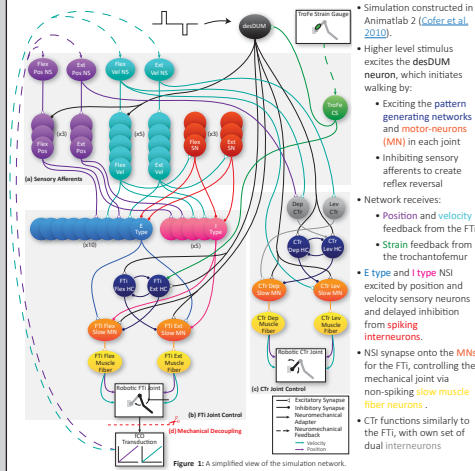 desDUM
TroFe Strain Gauge
Flex
Pos NS
Ext
Pos NS
Flex
Vel NS
Ext
Vel NS
TroFe
CS
(x3)
(x5)
(x3)
Flex
SN
Ext
SN
Flex
Pos
Ext
Pos
Flex
Vel
Ext
Vel
(a) Sensory Afferents
Dep
CTr
Lev
CTr
E
Type
I
Type
(x10)
(x5)
CTr
Dep HC
CTr
Lev HC
FTi
Flex HC
FTi
Ext HC
CTr Dep
Slow MN
CTr Lev
Slow MN
FTi Flex
Slow MN
FTi Ext
Slow MN
CTr Dep
Muscle
Fiber
CTr Lev
Muscle
Fiber
FTi Flex
Muscle
Fiber
FTi Ext
Muscle
Fiber
Robotic CTr Joint
Robotic FTi Joint
(c) CTr Joint Control
(b) FTi Joint Control
(d) Mechanical Decoupling
fCO
Transduction
Excitatory Synapse
Inhibitory Synapse
Neuromechanical
Adapter
Neuromechanical
Feedback
Velocity
Position
Figure 1: A simplified view of the simulation network.
• Simulation constructed in
Animatlab 2 (Cofer et al,
2010).
• Higher level stimulus
excites the desDUM
neuron, which initiates
walking by:
• Exciting the pattern
generating networks
and motor-neurons
(MN) in each joint
• Inhibiting sensory
afferents to create
reflex reversal
• Network receives:
• Position and velocity
feedback from the FTi
• Strain feedback from
the trochantofemur
• E type and I type NSI
excited by position and
velocity sensory neurons
and delayed inhibition
from spiking
interneurons.
• NSI synapse onto the MNs
for the FTi, controlling the
mechanical joint via
non-spiking slow muscle
fiber neurons .
• CTr functions similarly to
the FTi, with own set of
dual interneurons